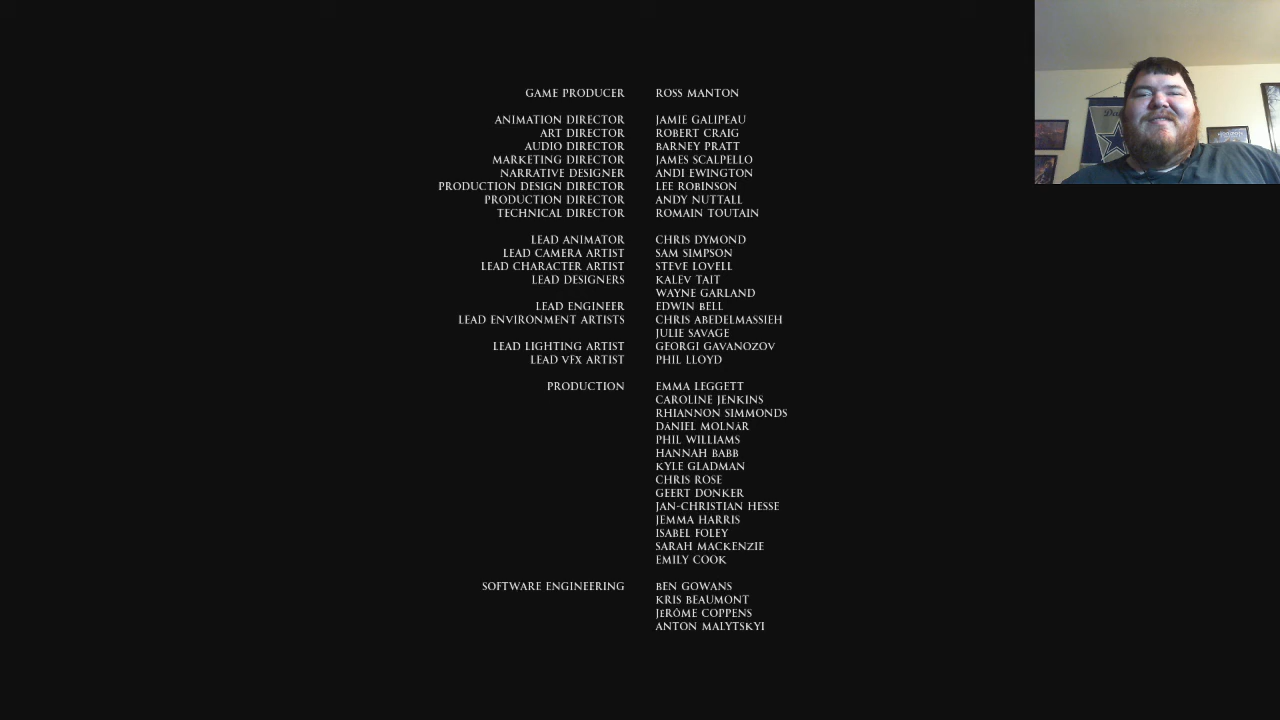 GAME PRODUCER ROSS MANTON
ANIMATION DIRECTOR JAMIE GALIPEAU
ART DIRECTOR ROBERT CRAIG
AUDIO DIRECTOR BARNEY PRATT
MARKETING DIRECTOR JAMES SCALPELLO
NARRATIVE DESIGNER ANDI EWINGTON
PRODUCTION DESIGN DIRECTOR LEE ROBINSON
PRODUCTION DIRECTOR ANDY NUTTALL
TECHNICAL DIRECTOR ROMAIN TOUTAIN
LEAD ANIMATOR CHRIS DYMOND
LEAD CAMERA ARTIST SAM SIMPSON
LEAD CHARACTER ARTIST STEVE LOVELL
LEAD DESIGNERS KALEV TAIT
WAYNE GARLAND
LEAD ENGINEER EDWIN BELL
LEAD ENVIRONMENT ARTISTS CHRIS ABEDELMASSIEH
JULIE SAVAGE
LEAD LIGHTING ARTIST GEORGI GAVANOZOV
LEAD VFX ARTIST PHIL LLOYD
PRODUCTION EMMA LEGGETT
CAROLINE JENKINS
RHIANNON SIMMONDS
DÁNIEL MOLNÁR
PHIL WILLIAMS
HANNAH BABB
KYLE GLADMAN
CHRIS ROSE
GEERT DONKER
JAN-CHRISTIAN HESSE
JEMMA HARRIS
ISABEL FOLEY
SARAH MACKENZIE
EMILY COOK
SOFTWARE ENGINEERING BEN GOWANS
KRIS BEAUMONT
JÉRÔME COPPENS
ANTON MALYTSKYI